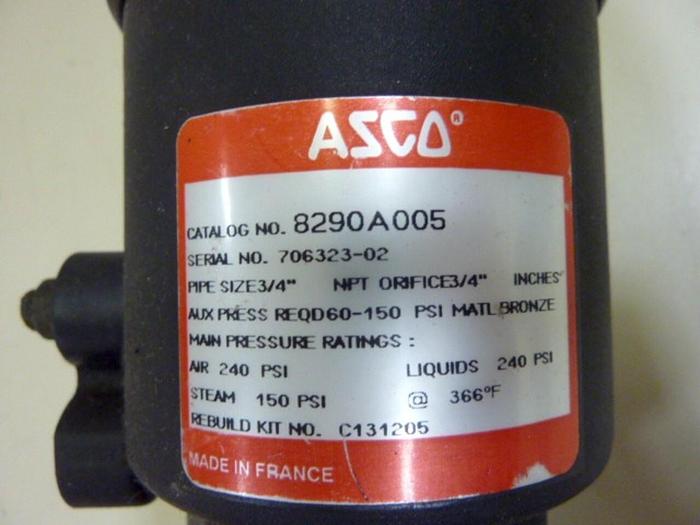 ASCO®
CATALOG NO. 8290A005
SERIAL NO. 706323-02
PIPE SIZE3/4" NPT ORIFICE3/4" INCHES
AUX PRESS REQD60-150 PSI MATL BRONZE
MAIN PRESSURE RATINGS :
AIR 240 PSI LIQUIDS 240 PSI
STEAM 150 PSI @ 366°F
REBUILD KIT NO. C131205
MADE IN FRANCE